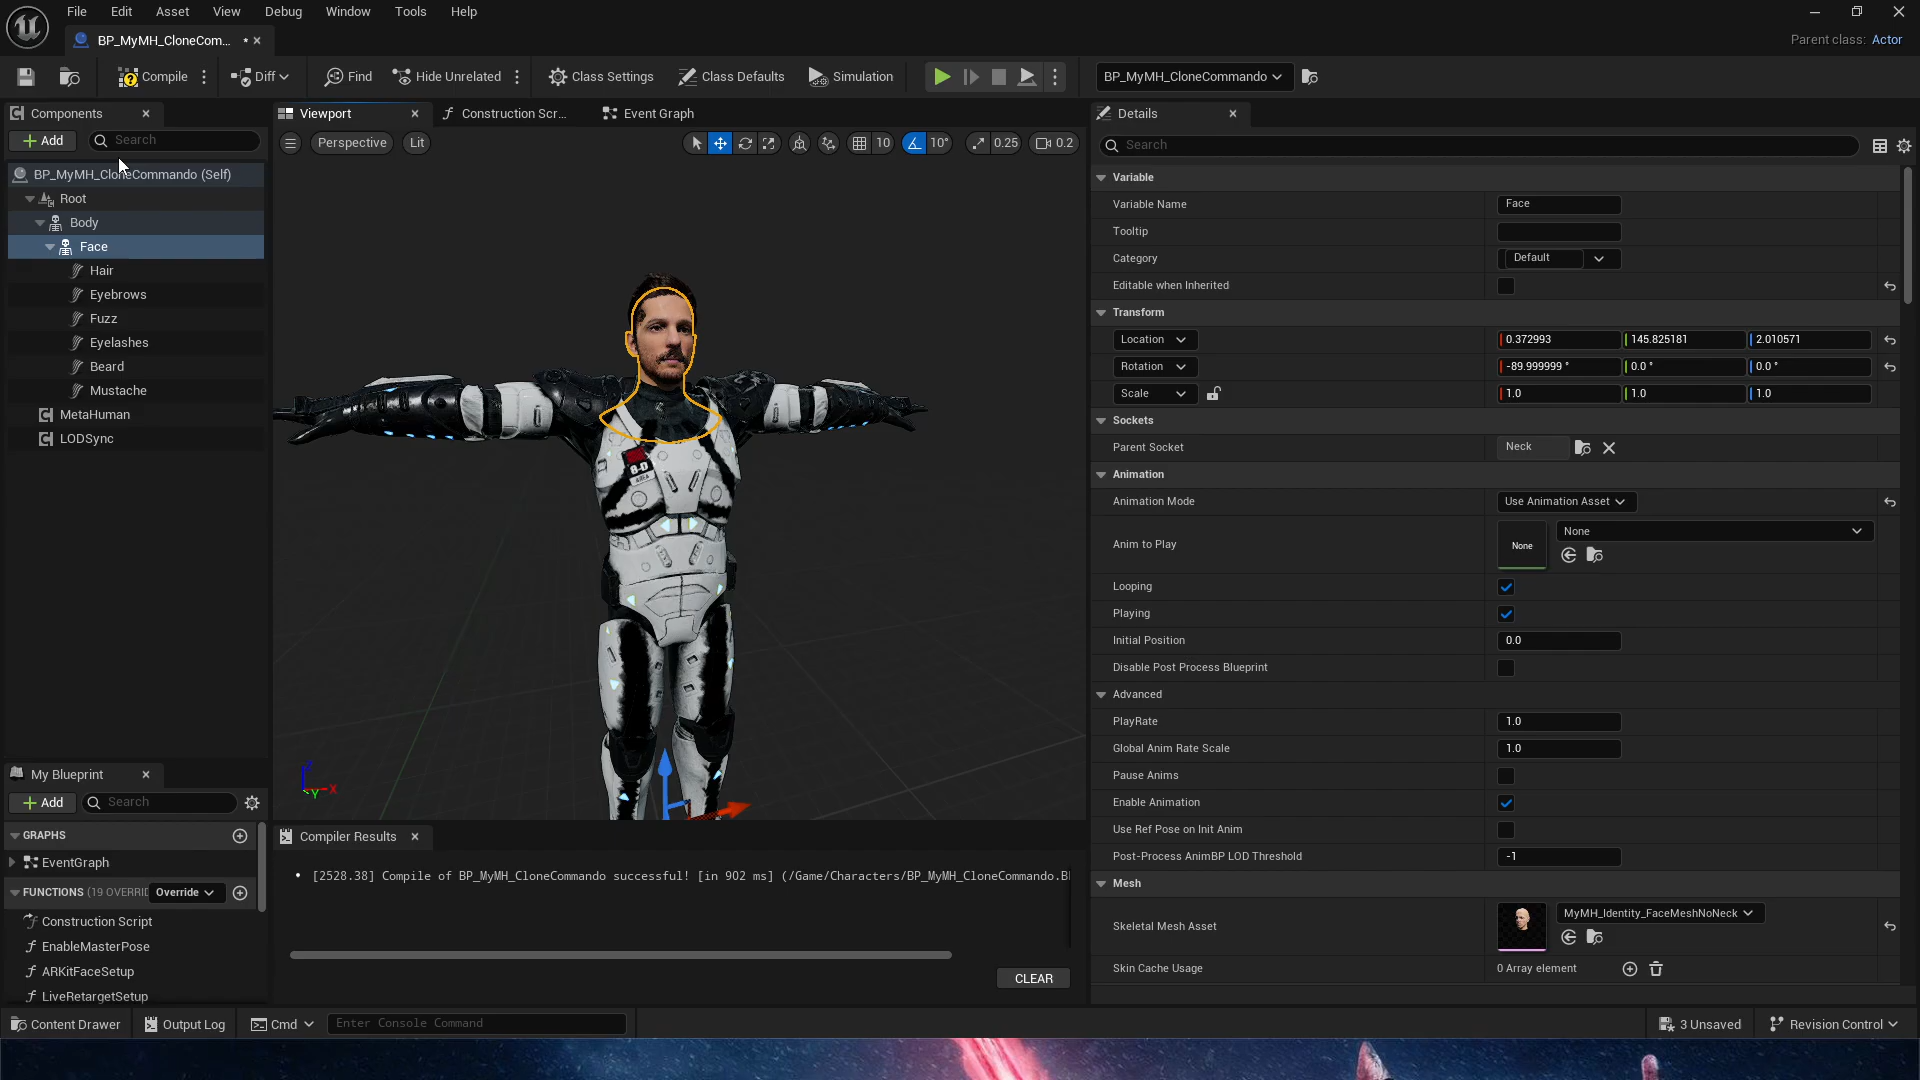 File Edit Asset View Debug Window Tools Help
BP_MyMH_CloneCom... •
Parent class: Actor
Compile Diff Find Hide Unrelated Class Settings Class Defaults Simulation BP_MyMH_CloneCommando
Components
Add Search
BP_MyMH_CloneCommando (Self)
Root
Body
Face
Hair
Eyebrows
Fuzz
Eyelashes
Beard
Mustache
MetaHuman
LODSync
My Blueprint
Add Search
GRAPHS
EventGraph
FUNCTIONS (19 OVERRID Override
Construction Script
EnableMasterPose
ARKitFaceSetup
LiveRetargetSetup
Viewport Construction Scr... Event Graph
Perspective Lit 10 10° 0.25 0.2
8-D
Z
X
Y
Compiler Results
• [2528.38] Compile of BP_MyMH_CloneCommando successful! [in 902 ms] (/Game/Characters/BP_MyMH_CloneCommando.B
CLEAR
Details
Search
Variable
Variable Name Face
Tooltip
Category Default
Editable when Inherited
Transform
Location 0.372993 145.825181 2.010571
Rotation -89.999999 ° 0.0 ° 0.0 °
Scale 1.0 1.0 1.0
Sockets
Parent Socket Neck
Animation
Animation Mode Use Animation Asset
Anim to Play None None
Looping
Playing
Initial Position 0.0
Disable Post Process Blueprint
Advanced
PlayRate 1.0
Global Anim Rate Scale 1.0
Pause Anims
Enable Animation
Use Ref Pose on Init Anim
Post-Process AnimBP LOD Threshold -1
Mesh
Skeletal Mesh Asset MyMH_Identity_FaceMeshNoNeck
Skin Cache Usage 0 Array element
Content Drawer Output Log Cmd Enter Console Command 3 Unsaved Revision Control